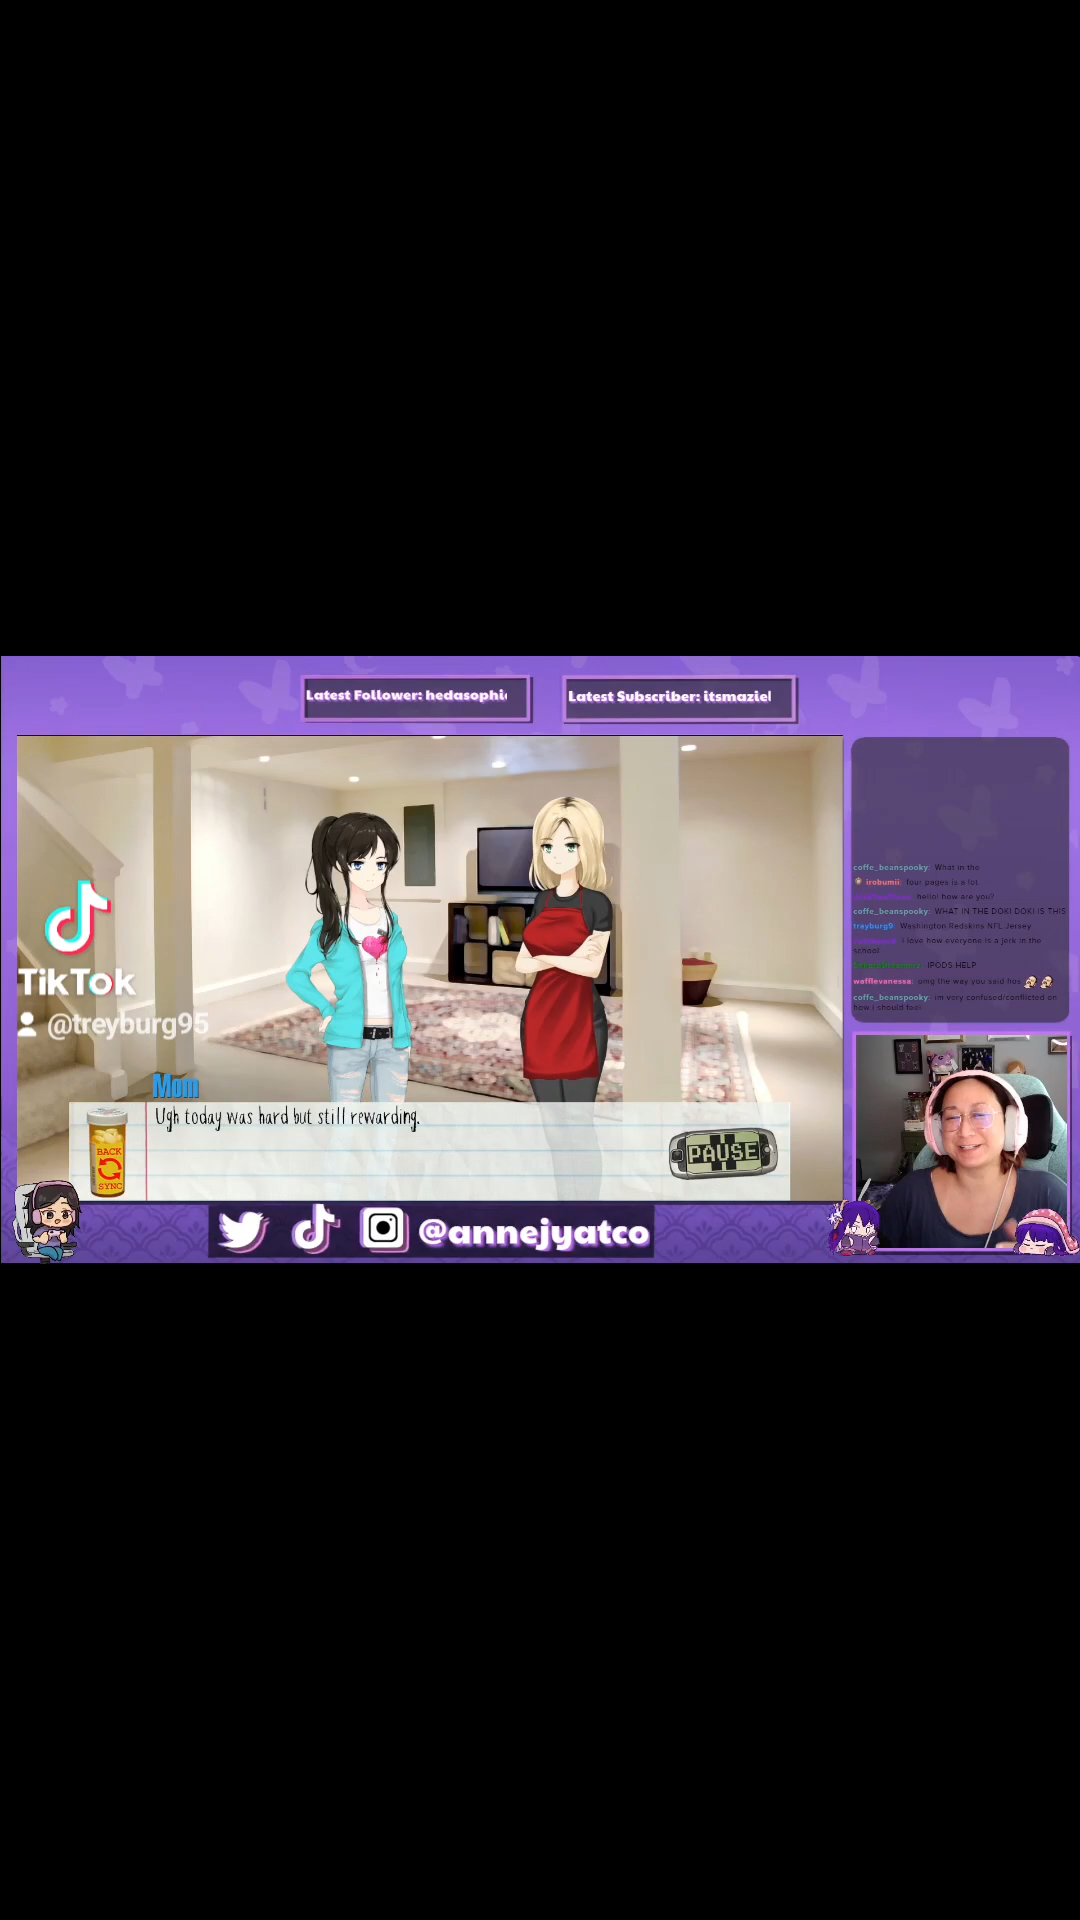 Latest Follower: hedasophi
Latest Subscriber: itsmaziel
coffe_beanspooky: What in the
irobumii: four pages is a lot
hello! how are you?
coffe_beanspooky: WHAT IN THE DOKI DOKI IS THIS
treyburg9: Washington Redskins NFL Jersey
I love how everyone is a jerk in the
school
IPODS HELP
wafflevanessa: omg the way you said hos
coffe_beanspooky: im very confused/conflicted on
how i should feel
TikTok
@treyburg95
Mom
Ugh today was hard but still rewarding.
BACK
SYNC
PAUSE
@annejyatco